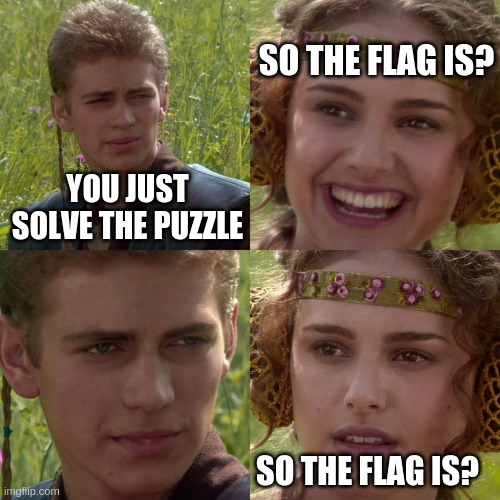 SO THE FLAG IS?
YOU JUST
SOLVE THE PUZZLE
SO THE FLAG IS?
imgflip.com